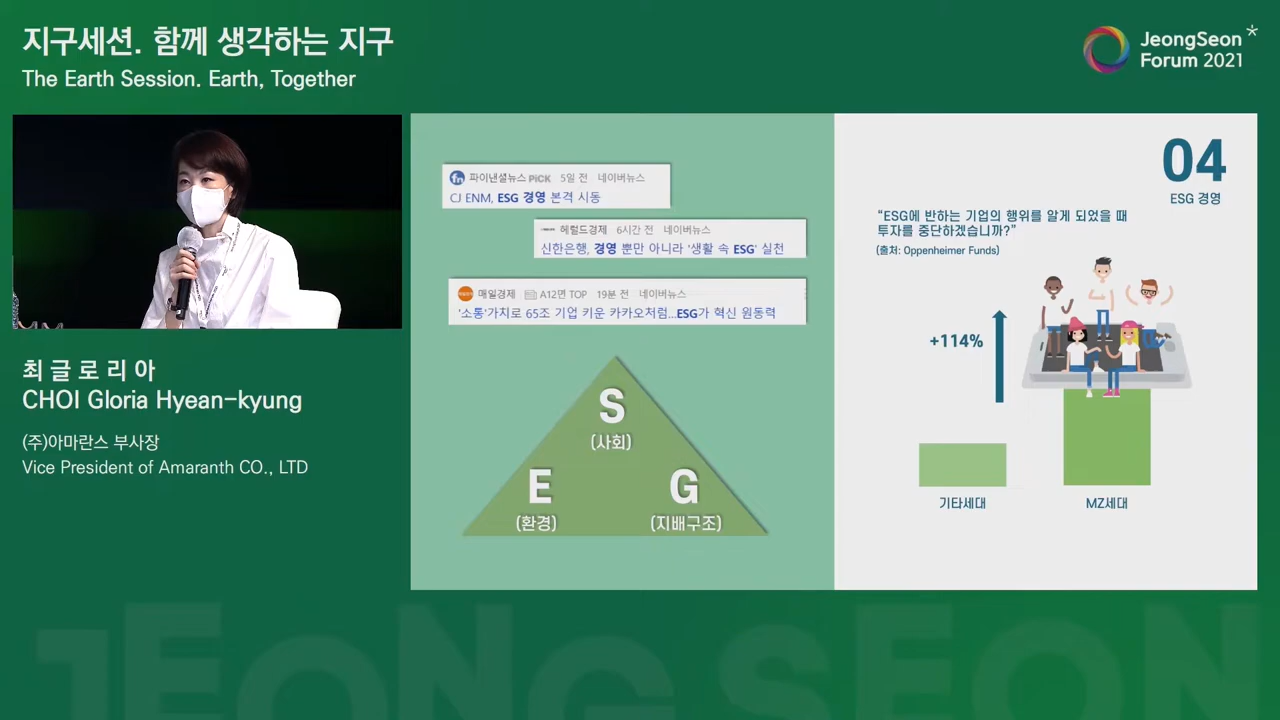 지구세션. 함께 생각하는 지구
The Earth Session. Earth, Together
JeongSeon*
Forum 2021
파이낸셜뉴스 PiCK 5일 전 네이버뉴스
CJ ENM, ESG 경영 본격 시동
헤럴드경제 6시간 전 네이버뉴스
신한은행, 경영 뿐만 아니라 '생활 속 ESG' 실천
매일경제 A12면 TOP 19분 전 네이버뉴스
'소통'가치로 65조 기업 키운 카카오처럼...ESG가 혁신 원동력
S
(사회)
E
(환경)
G
(지배구조)
04
ESG 경영
“ESG에 반하는 기업의 행위를 알게 되었을 때
투자를 중단하겠습니까?”
(출처: Oppenheimer Funds)
+114%
기타세대
MZ세대
최 글 로 리 아
CHOI Gloria Hyean-kyung
(주)아마란스 부사장
Vice President of Amaranth CO., LTD
JEONG SEON